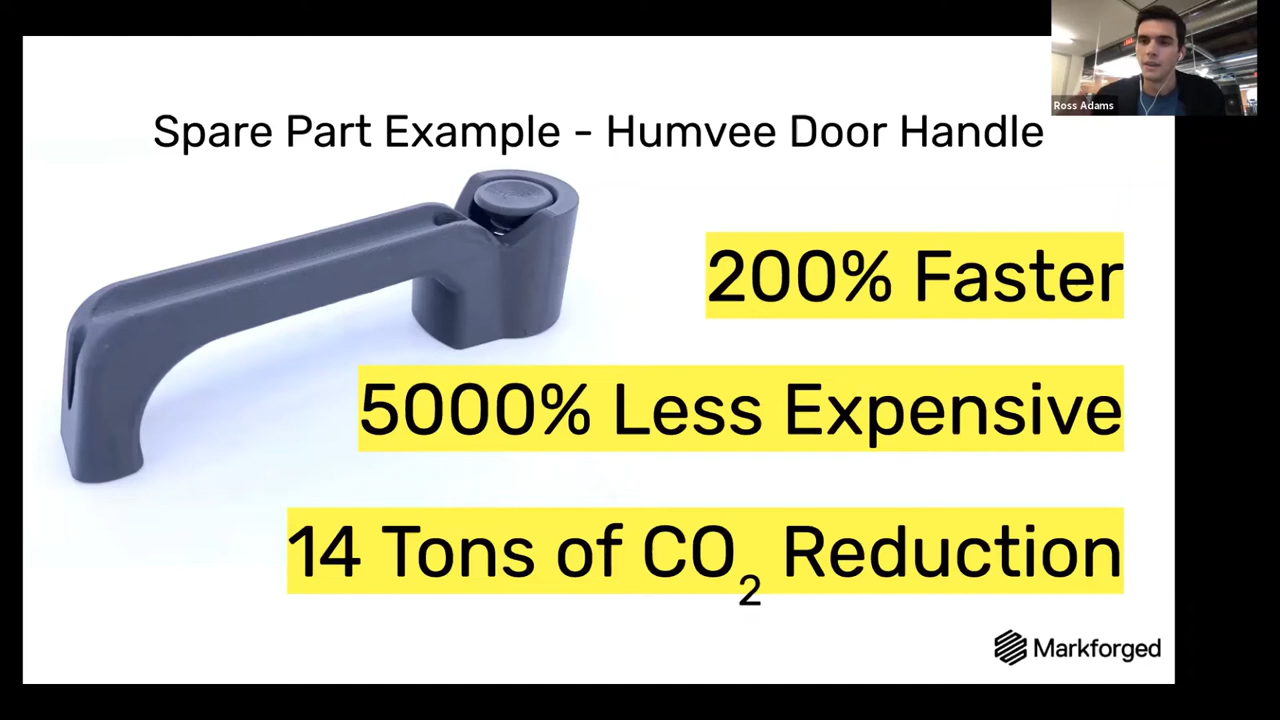 Ross Adams
Spare Part Example - Humvee Door Handle
200% Faster
5000% Less Expensive
14 Tons of CO2 Reduction
Markforged